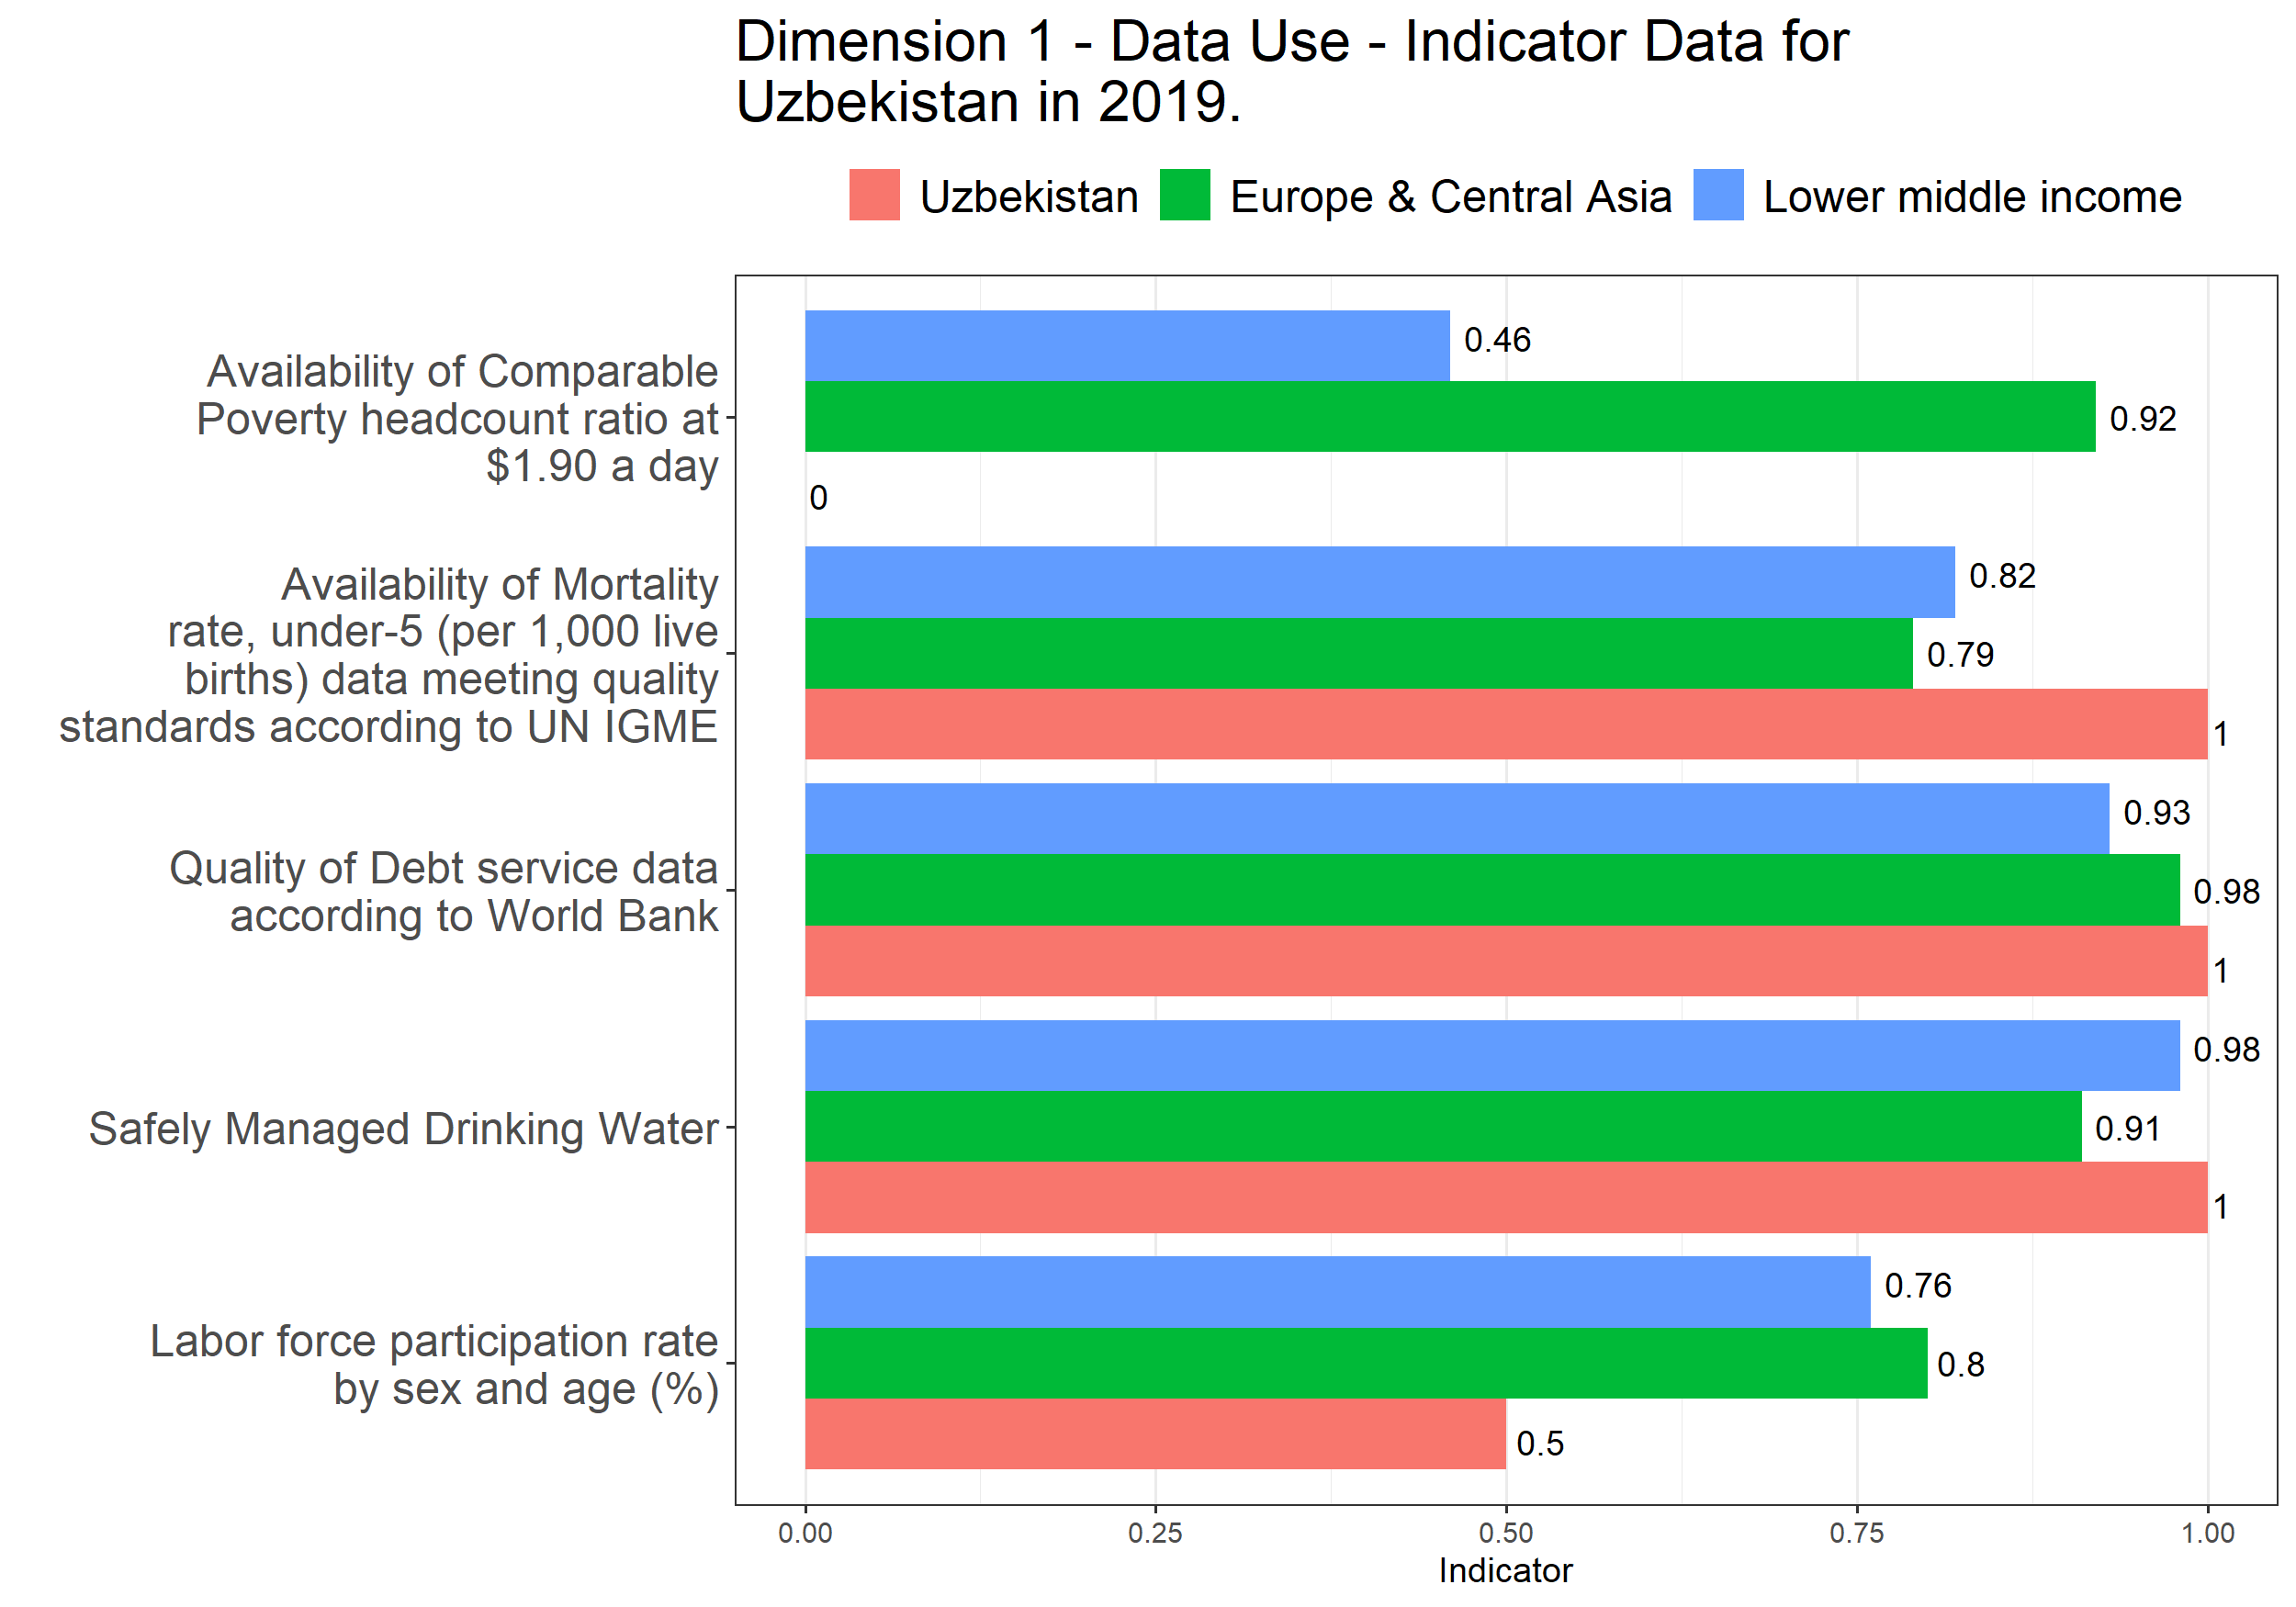 Dimension 1 - Data Use - Indicator Data for
Uzbekistan in 2019.
Uzbekistan
Europe & Central Asia
Lower middle income
Availability of Comparable
Poverty headcount ratio at
$1.90 a day
0.46
0.92
0
Availability of Mortality
rate, under-5 (per 1,000 live
births) data meeting quality
standards according to UN IGME
0.82
0.79
1
Quality of Debt service data
according to World Bank
0.93
0.98
1
Safely Managed Drinking Water
0.98
0.91
1
Labor force participation rate
by sex and age (%)
0.76
0.8
0.5
0.00
0.25
0.50
0.75
1.00
Indicator